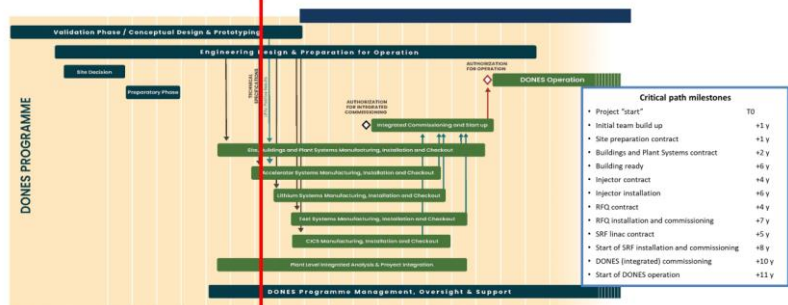 Validation Phase / Conceptual Design & Prototyping
Engineering Design & Preparation for Operation
Site Decision
Preparatory Phase
TECHNICAL
SPECIFICATIONS
AUTHORIZATION
FOR OPERATION
DONES Operation
AUTHORIZATION
FOR INTEGRATED
COMMISSIONING
Integrated Commissioning and Start-up
Site, Buildings and Plant Systems Manufacturing, Installation and Checkout
Accelerator Systems Manufacturing, Installation and Checkout
Lithium Systems Manufacturing, Installation and Checkout
Test Systems Manufacturing, Installation and Checkout
CICS Manufacturing, Installation and Checkout
Plant Level Integrated Analysis & Proyect Integration
DONES Programme Management, Oversight & Support
DONES PROGRAMME
Critical path milestones
• Project "start" T0
• Initial team build up +1 y
• Site preparation contract +1 y
• Buildings and Plant Systems contract +2 y
• Building ready +6 y
• Injector contract +4 y
• Injector installation +6 y
• RFQ contract +4 y
• RFQ installation and commissioning +7 y
• SRF linac contract +5 y
• Start of SRF installation and commissioning +8 y
• DONES (integrated) commissioning +10 y
• Start of DONES operation +11 y